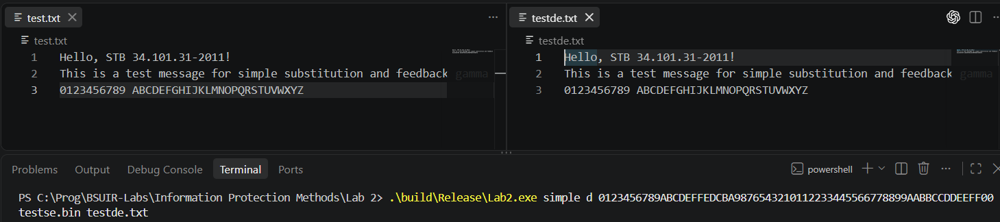 test.txt
testde.txt
test.txt
testde.txt
1 Hello, STB 34.101.31-2011!
2 This is a test message for simple substitution and feedback gamma
3 0123456789 ABCDEFGHIJKLMNOPQRSTUVWXYZ
1 Hello, STB 34.101.31-2011!
2 This is a test message for simple substitution and feedback gamma
3 0123456789 ABCDEFGHIJKLMNOPQRSTUVWXYZ
Problems Output Debug Console Terminal Ports
powershell
PS C:\Prog\BSUIR-Labs\Information Protection Methods\Lab 2> .\build\Release\Lab2.exe simple d 0123456789ABCDEFFEDCBA9876543210112233445566778899AABBCCDDEEFF00
testse.bin testde.txt